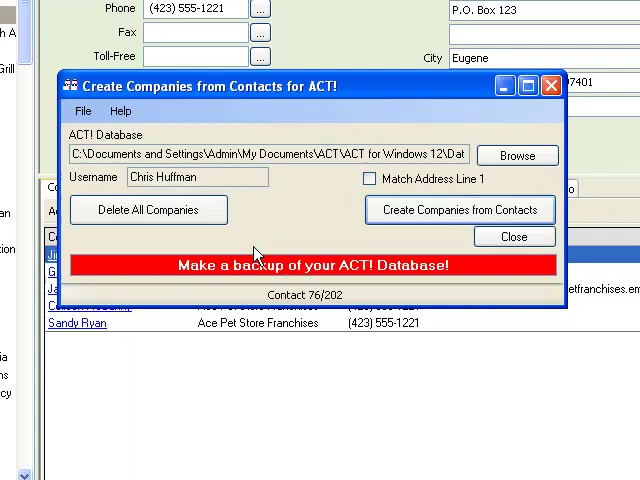 Phone (423) 555-1221 ...
P.O. Box 123
Fax ...
Toll-Free ...
City Eugene
Grill
Create Companies from Contacts for ACT!
97401
File Help
ACT! Database
C:\Documents and Settings\Admin\My Documents\ACT\ACT for Windows 12\Dat
Browse
Username Chris Huffman
Match Address Line 1
Delete All Companies
Create Companies from Contacts
Close
Make a backup of your ACT! Database!
Contact 76/202
Sandy Ryan Ace Pet Store Franchises (423) 555-1221